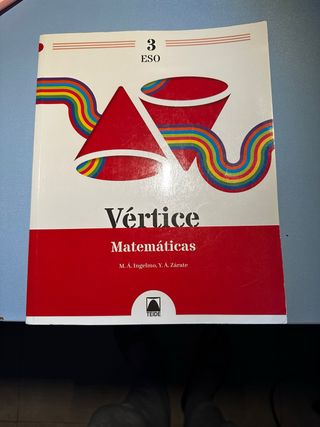 3
ESO
Vértice
Matemáticas
M. Á. Ingelmo, Y. Á. Zárate
TEIDE